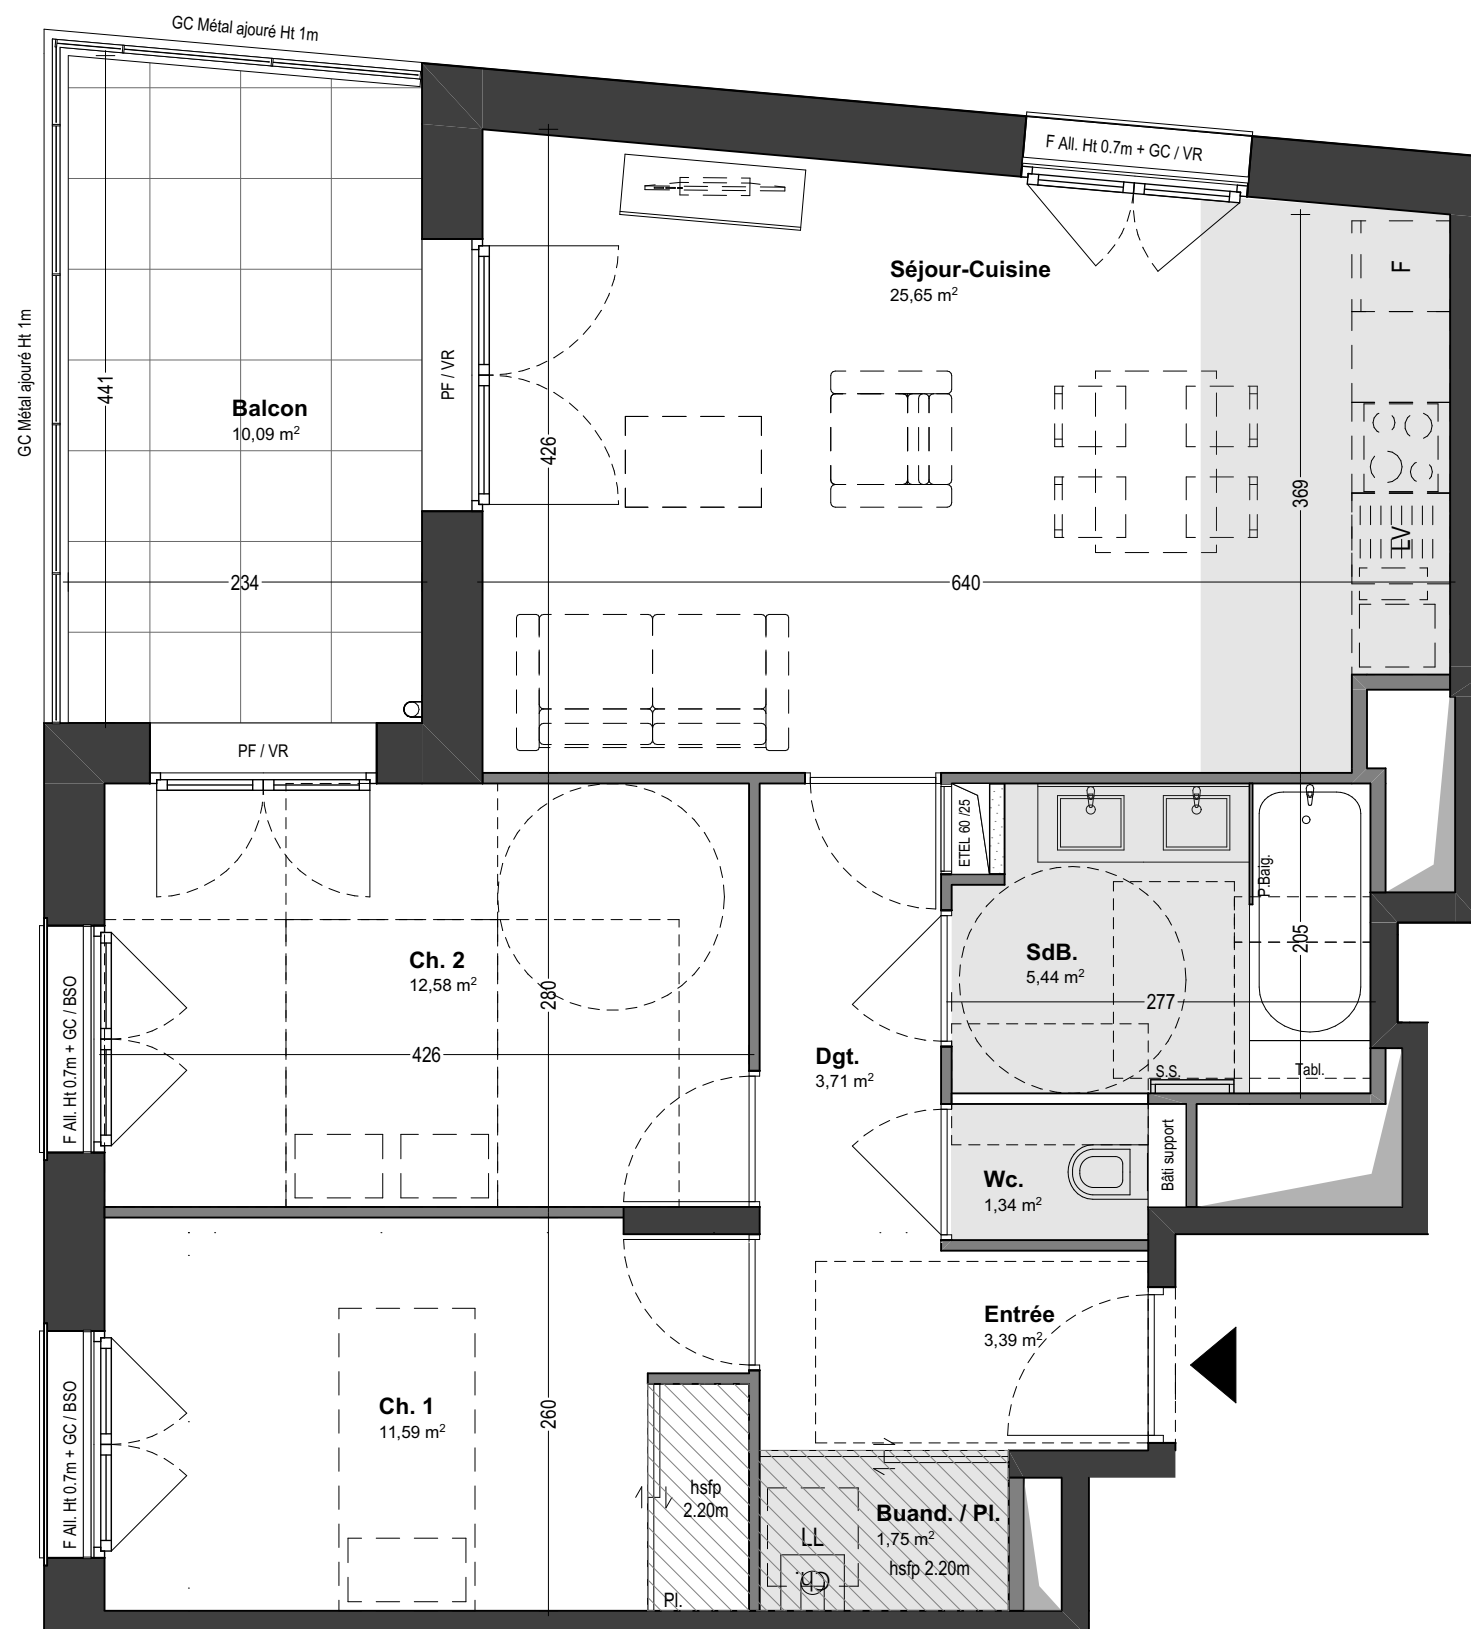 GC Métal ajouré Ht 1m
F All. Ht 0.7m + GC / VR
Séjour-Cuisine
25,65 m²
F
GC Métal ajouré Ht 1m
441
PF / VR
Balcon
10,09 m²
426
369
LV
234
640
PF / VR
ETEL 60 /25
P.Baig.
Ch. 2
12,58 m²
SdB.
5,44 m²
205
280
277
F All. Ht 0.7m + GC / BSO
426
Dgt.
3,71 m²
S.S.
Tabl.
Bâti support
Wc.
1,34 m²
Entrée
3,39 m²
Ch. 1
11,59 m²
260
F All. Ht 0.7m + GC / BSO
hsfp
2.20m
Buand. / Pl.
1,75 m²
LL
hsfp 2.20m
Pl.